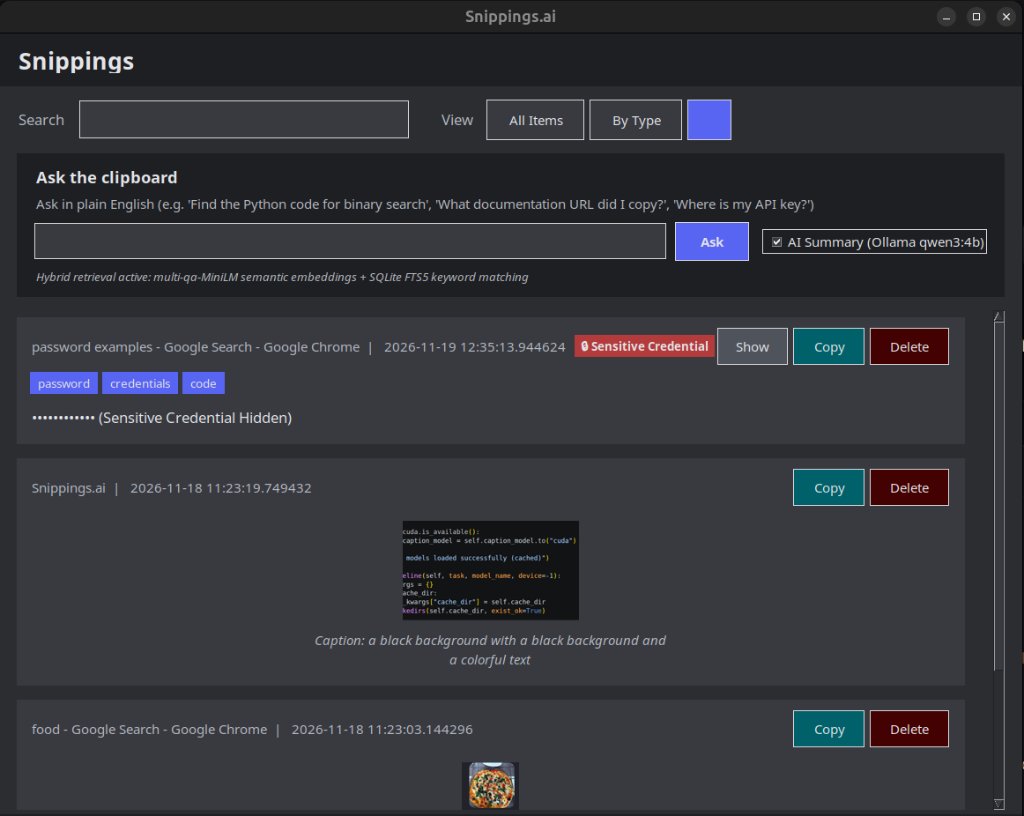 Snippings.ai
Snippings
Search View All Items By Type
Ask the clipboard
Ask in plain English (e.g. 'Find the Python code for binary search', 'What documentation URL did I copy?', 'Where is my API key?')
Ask AI Summary (Ollama qwen3:4b)
Hybrid retrieval active: multi-qa-MiniLM semantic embeddings + SQLite FTS5 keyword matching
password examples - Google Search - Google Chrome | 2026-11-19 12:35:13.944624 Sensitive Credential Show Copy Delete
password credentials code
•••••••••••• (Sensitive Credential Hidden)
Snippings.ai | 2026-11-18 11:23:19.749432 Copy Delete
cuda.is_available():
caption_model = self.caption_model.to("cuda")
models loaded successfully (cached)")
eline(self, task, model_name, device=-1):
rgs = {}
ache_dir:
kwargs["cache_dir"] = self.cache_dir
kedirs(self.cache_dir, exist_ok=True)
Caption: a black background with a black background and
a colorful text
food - Google Search - Google Chrome | 2026-11-18 11:23:03.144296 Copy Delete